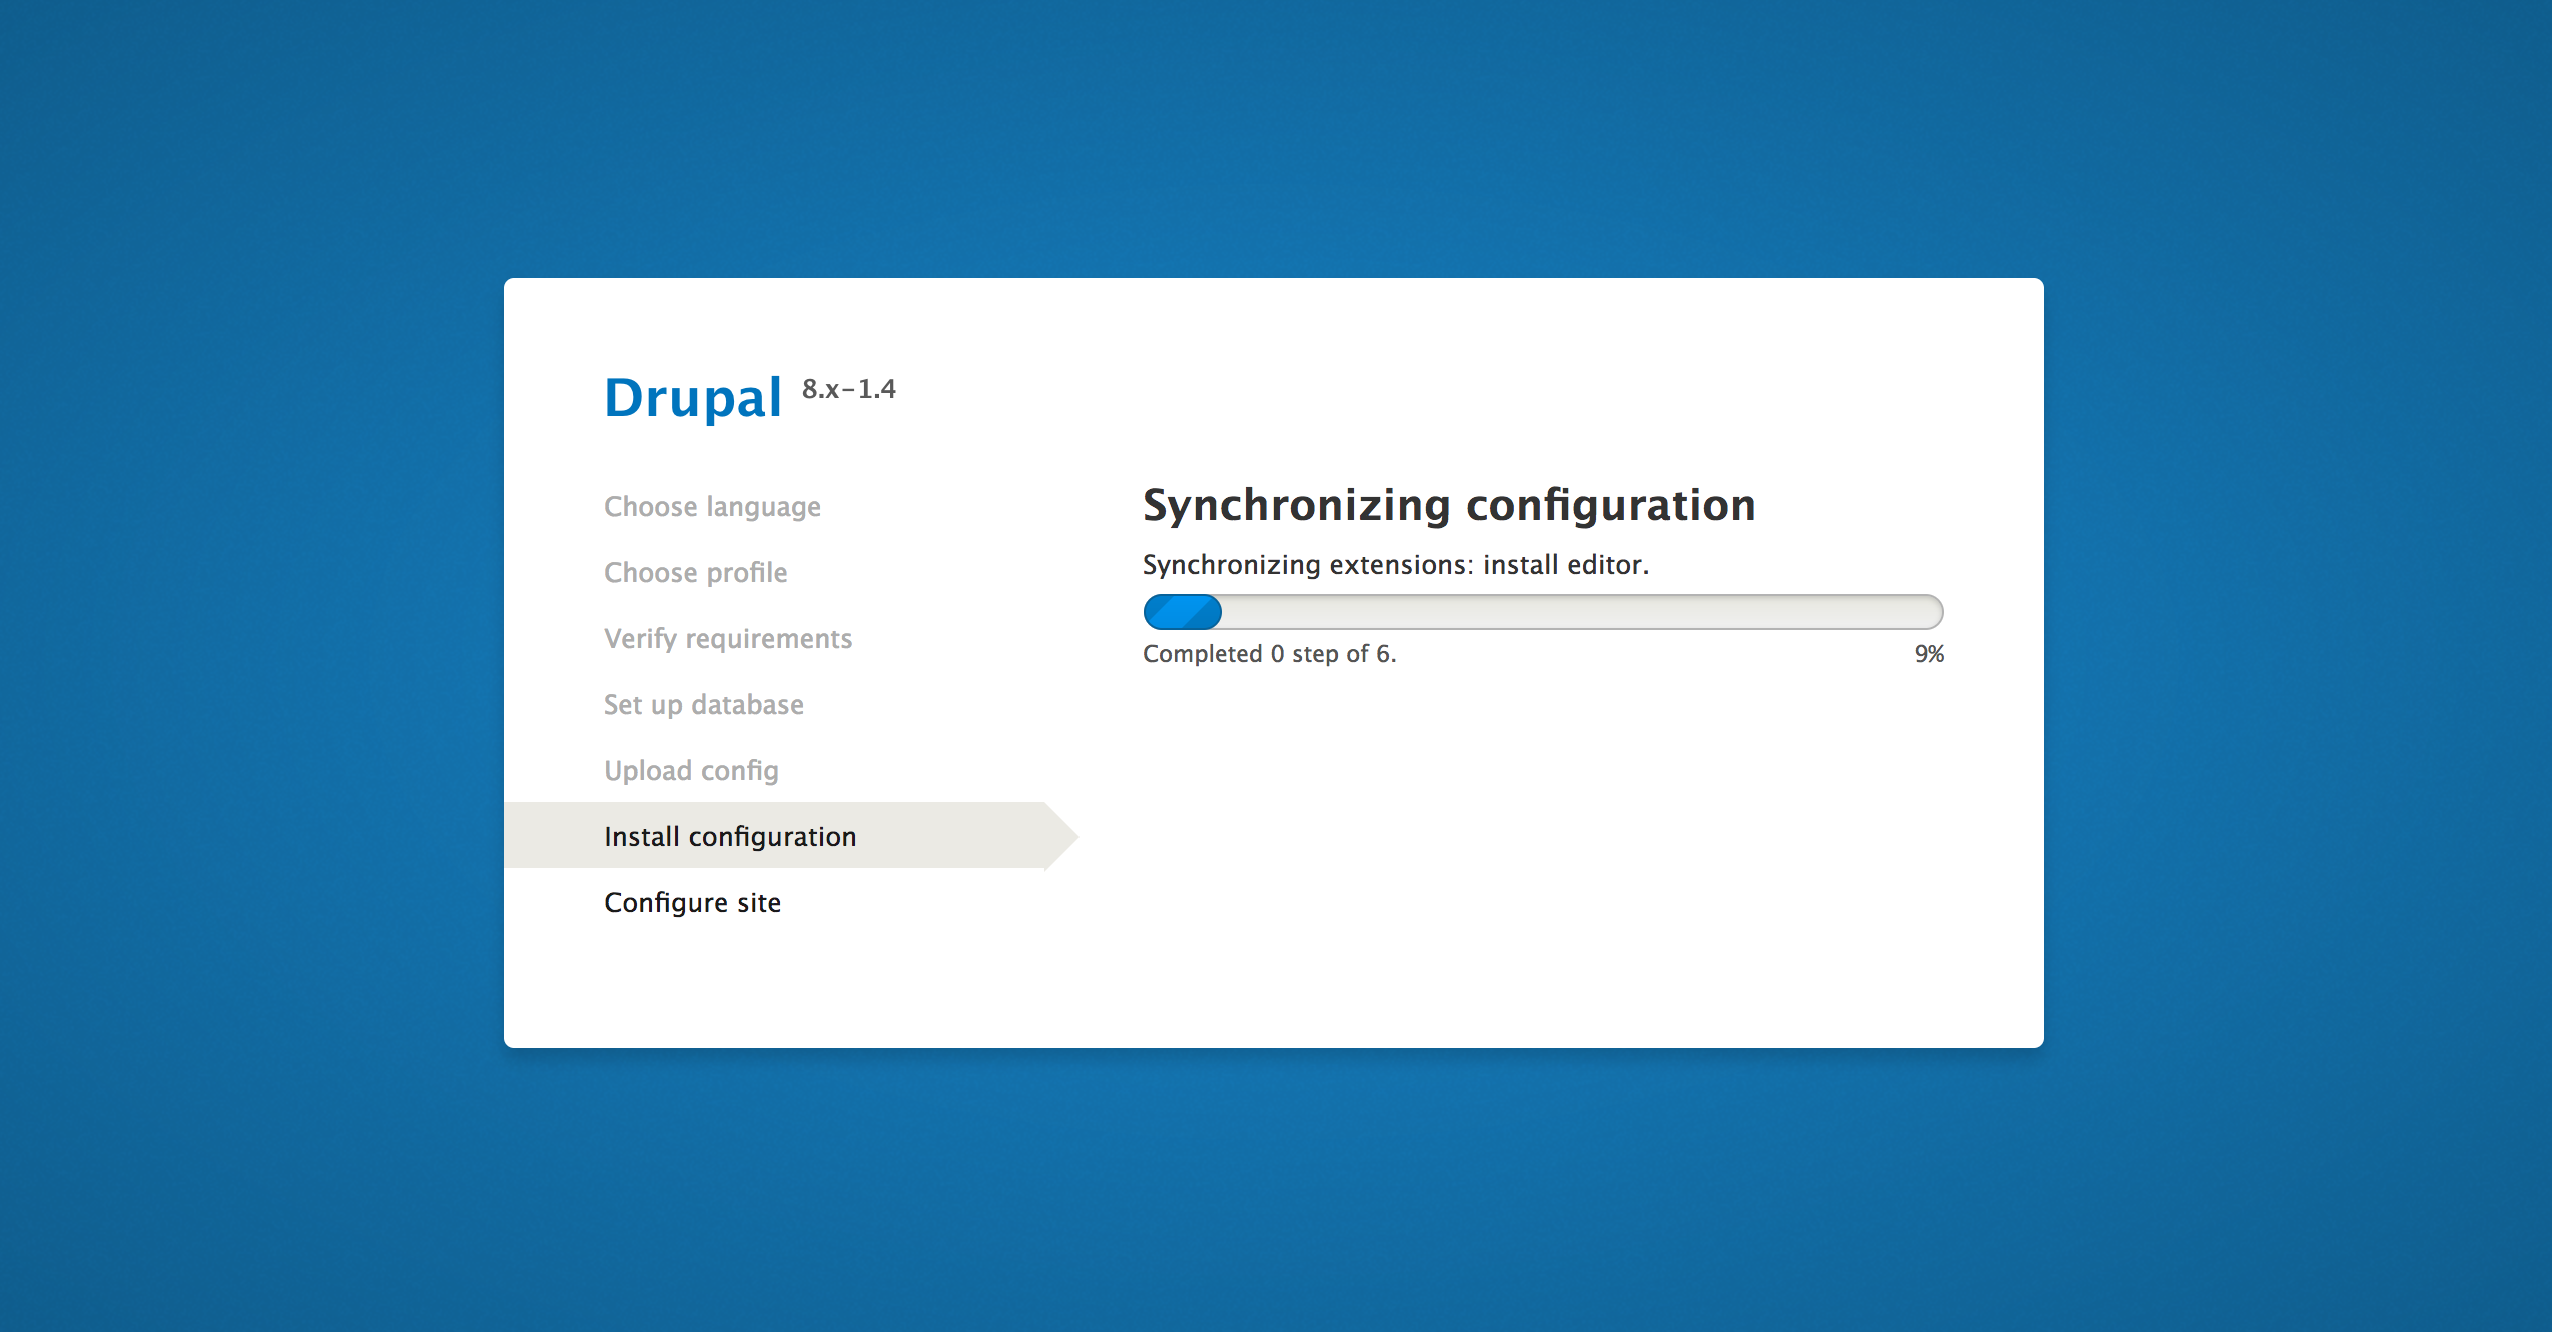 Drupal 8.x-1.4
Choose language
Choose profile
Verify requirements
Set up database
Upload config
Install configuration
Configure site
Synchronizing configuration
Synchronizing extensions: install editor.
Completed 0 step of 6.
9%